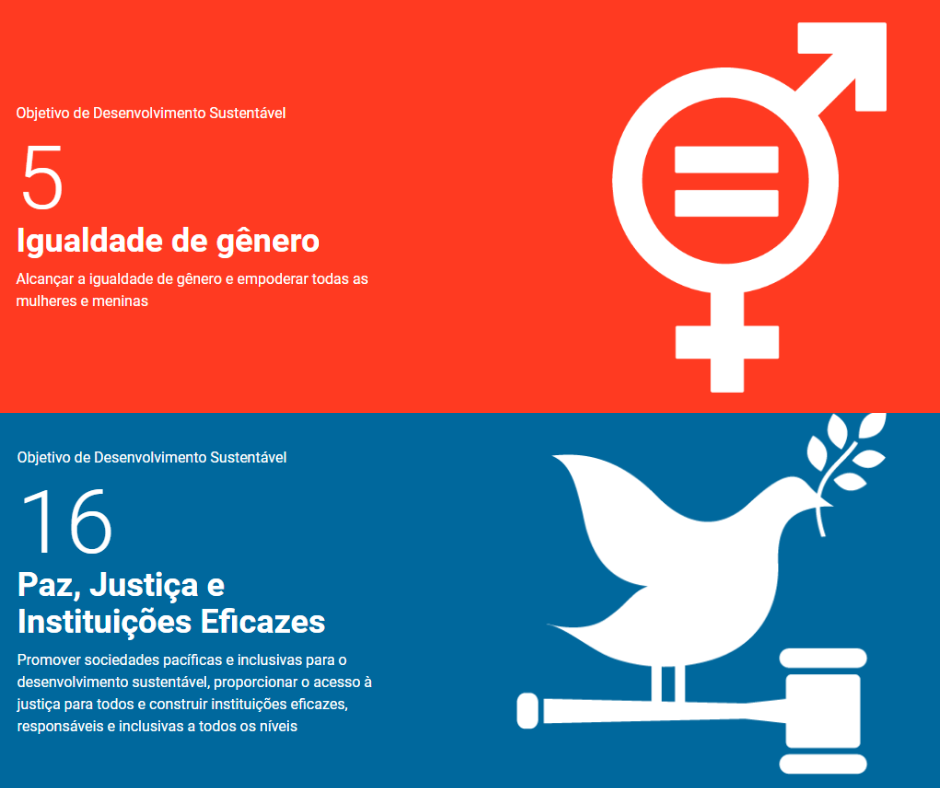 Objetivo de Desenvolvimento Sustentável
5
Igualdade de gênero
Alcançar a igualdade de gênero e empoderar todas as
mulheres e meninas
Objetivo de Desenvolvimento Sustentável
16
Paz, Justiça e
Instituições Eficazes
Promover sociedades pacíficas e inclusivas para o
desenvolvimento sustentável, proporcionar o acesso à
justiça para todos e construir instituições eficazes,
responsáveis e inclusivas a todos os níveis